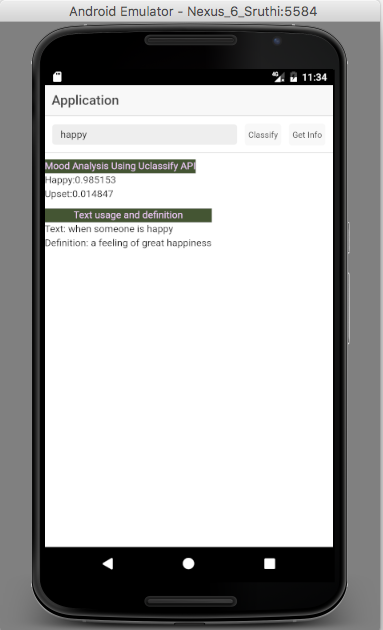 Android Emulator - Nexus_6_Sruthi:5584
4G 11:34
Application
happy Classify Get Info
Mood Analysis Using Uclassify API
Happy:0.985153
Upset:0.014847
Text usage and definition
Text: when someone is happy
Definition: a feeling of great happiness